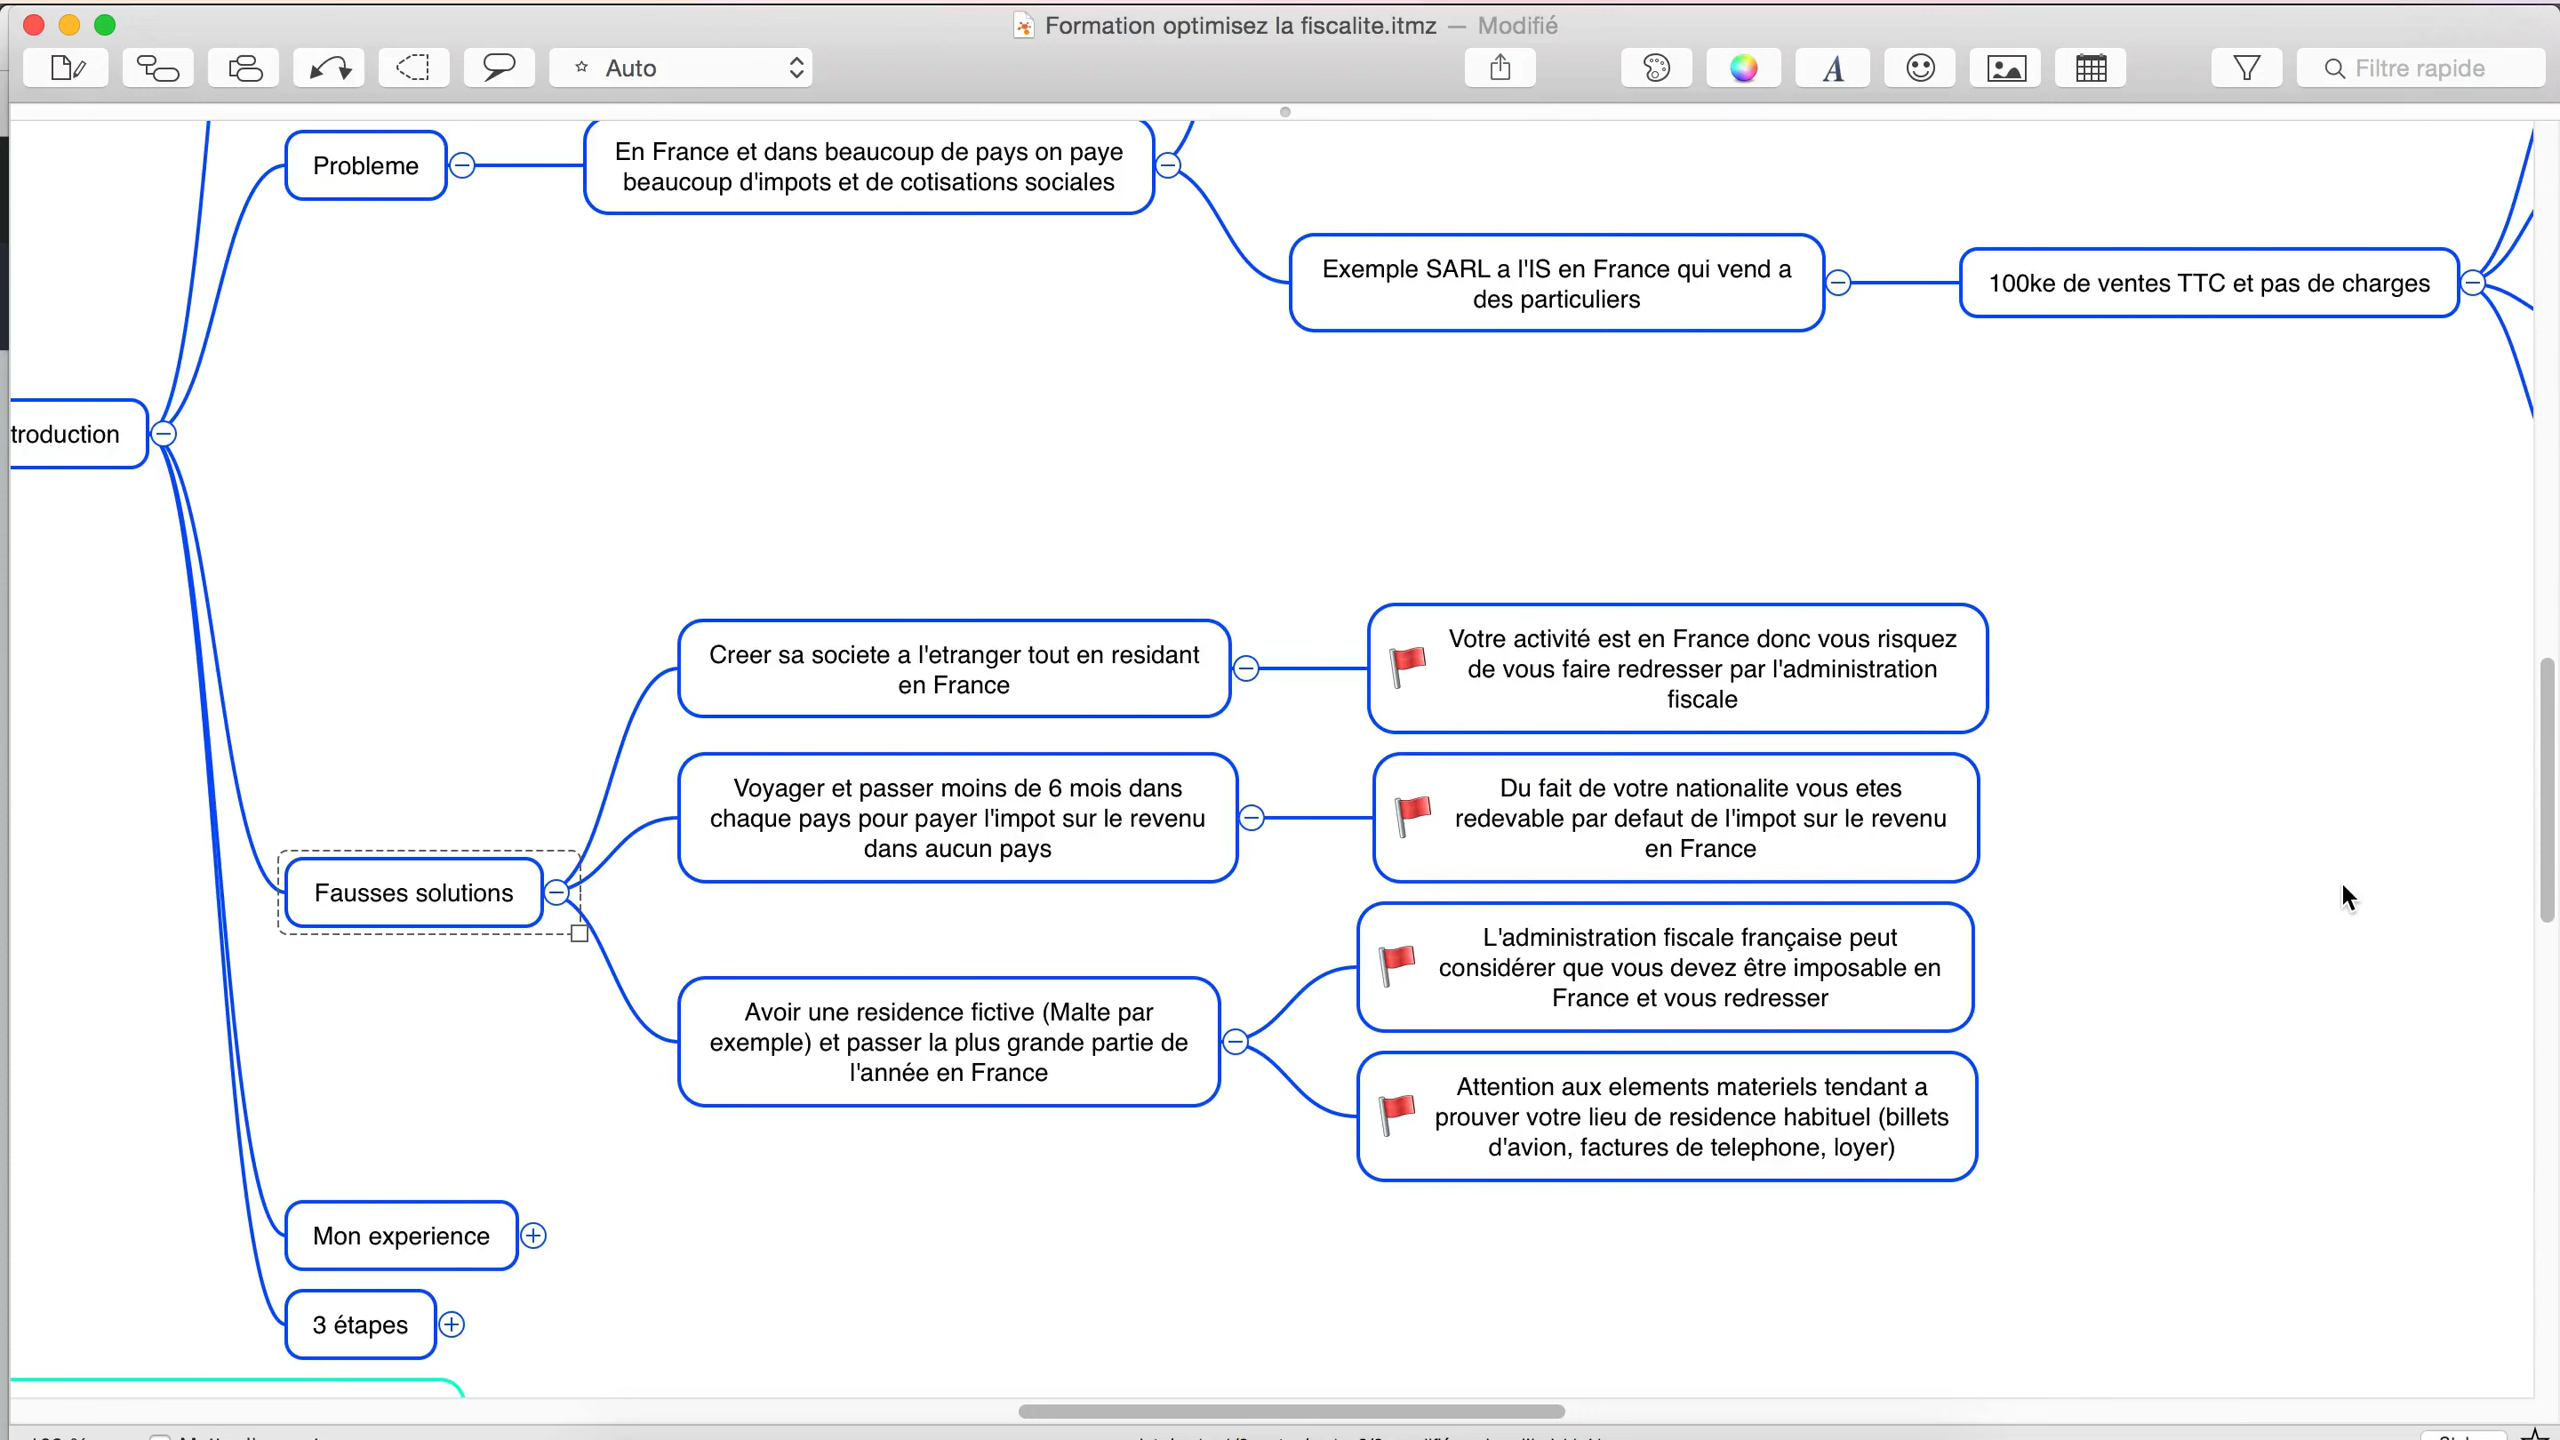 Formation optimisez la fiscalite.itmz — Modifié
Auto
Filtre rapide
Probleme
En France et dans beaucoup de pays on paye
beaucoup d'impots et de cotisations sociales
Exemple SARL a l'IS en France qui vend a
des particuliers
100ke de ventes TTC et pas de charges
troduction
Creer sa societe a l'etranger tout en residant
en France
Votre activité est en France donc vous risquez
de vous faire redresser par l'administration
fiscale
Voyager et passer moins de 6 mois dans
chaque pays pour payer l'impot sur le revenu
dans aucun pays
Du fait de votre nationalite vous etes
redevable par defaut de l'impot sur le revenu
en France
Fausses solutions
Avoir une residence fictive (Malte par
exemple) et passer la plus grande partie de
l'année en France
L'administration fiscale française peut
considérer que vous devez être imposable en
France et vous redresser
Attention aux elements materiels tendant a
prouver votre lieu de residence habituel (billets
d'avion, factures de telephone, loyer)
Mon experience
3 étapes